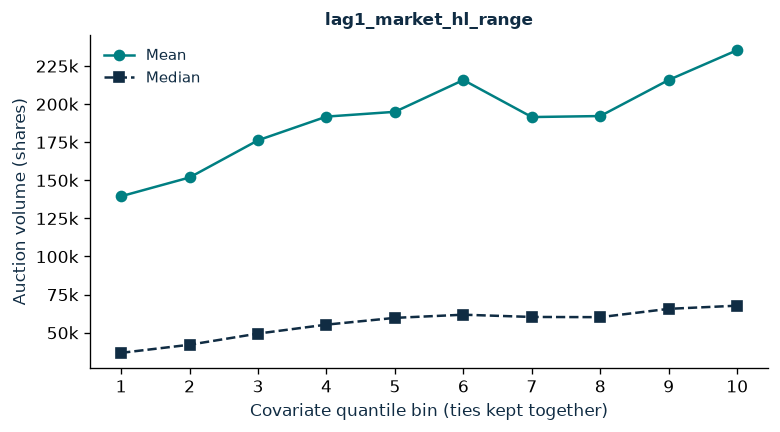 lag1_market_hl_range
Mean
Median
Auction volume (shares)
225k
200k
175k
150k
125k
100k
75k
50k
1 2 3 4 5 6 7 8 9 10
Covariate quantile bin (ties kept together)